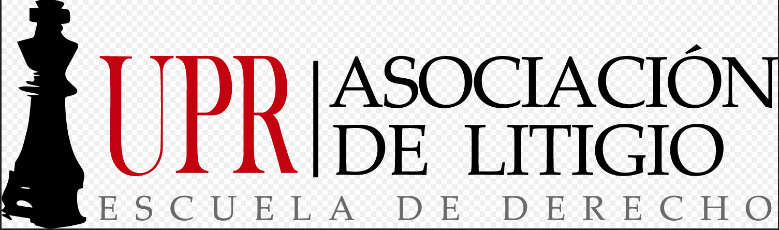 UPR
ASOCIACIÓN
DE LITIGIO
ESCUELA DE DERECHO